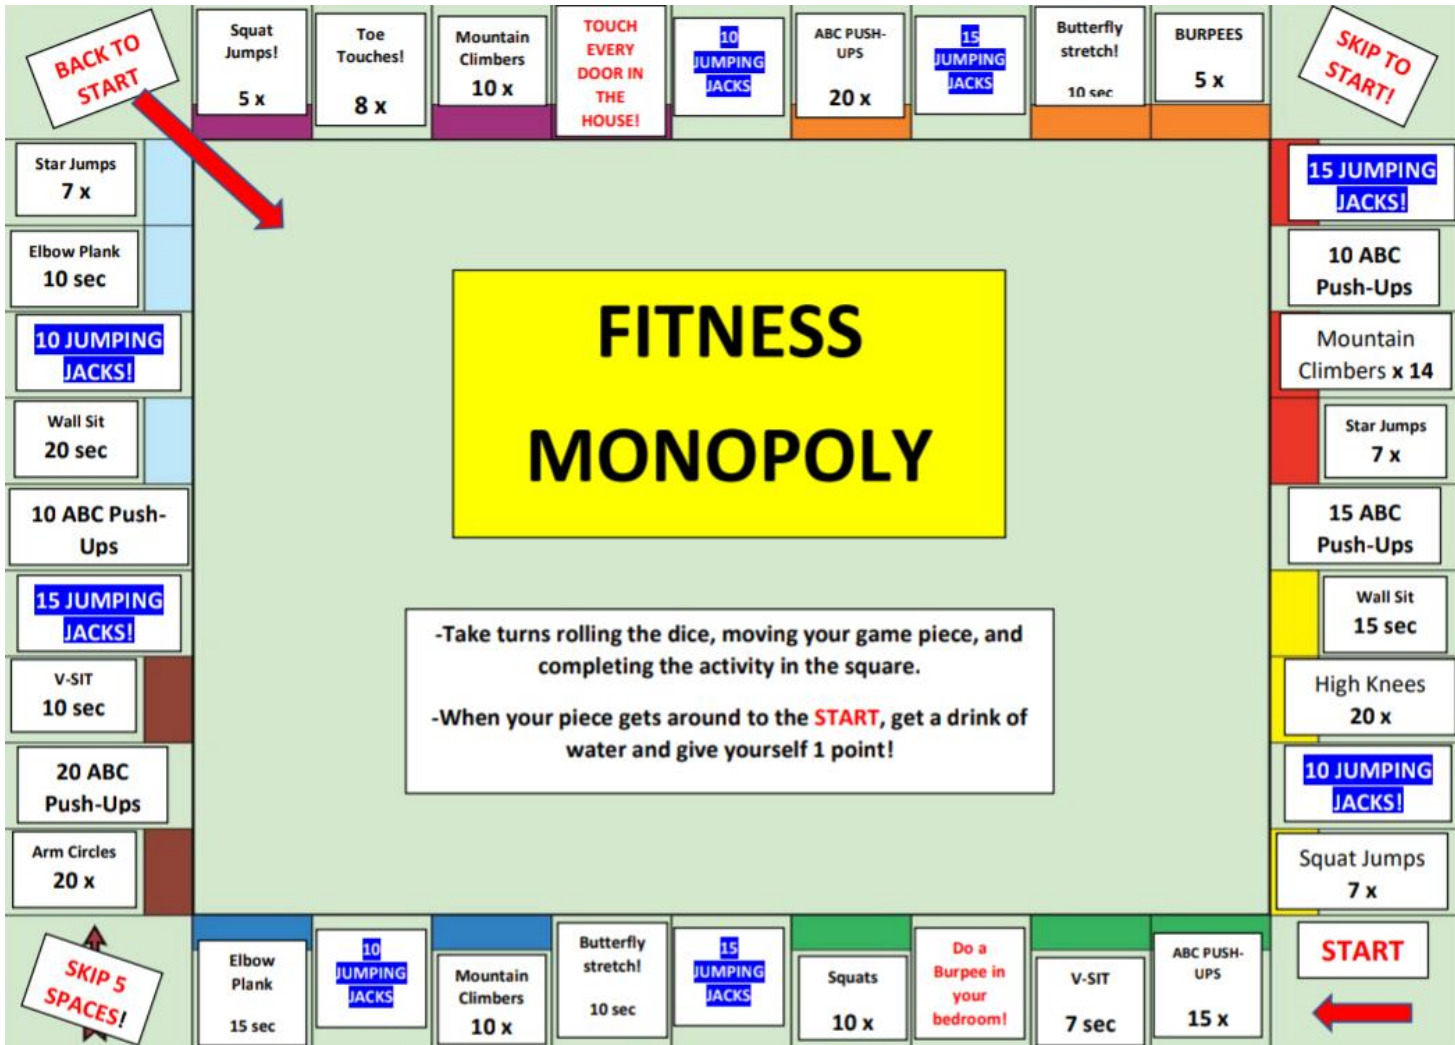 BACK TO
START
Squat
Jumps!
5 x
Toe
Touches!
8 x
Mountain
Climbers
10 x
TOUCH
EVERY
DOOR IN
THE
HOUSE!
10
JUMPING
JACKS
ABC PUSH-
UPS
20 x
15
JUMPING
JACKS
Butterfly
stretch!
10 sec
BURPEES
5 x
SKIP TO
START!
Star Jumps
7 x
Elbow Plank
10 sec
10 JUMPING
JACKS!
Wall Sit
20 sec
10 ABC Push-
Ups
15 JUMPING
JACKS!
V-SIT
10 sec
20 ABC
Push-Ups
Arm Circles
20 x
FITNESS
MONOPOLY
-Take turns rolling the dice, moving your game piece, and
completing the activity in the square.
-When your piece gets around to the START, get a drink of
water and give yourself 1 point!
15 JUMPING
JACKS!
10 ABC
Push-Ups
Mountain
Climbers x 14
Star Jumps
7 x
15 ABC
Push-Ups
Wall Sit
15 sec
High Knees
20 x
10 JUMPING
JACKS!
Squat Jumps
7 x
SKIP 5
SPACES!
Elbow
Plank
15 sec
10
JUMPING
JACKS
Mountain
Climbers
10 x
Butterfly
stretch!
10 sec
15
JUMPING
JACKS
Squats
10 x
Do a
Burpee in
your
bedroom!
V-SIT
7 sec
ABC PUSH-
UPS
15 x
START